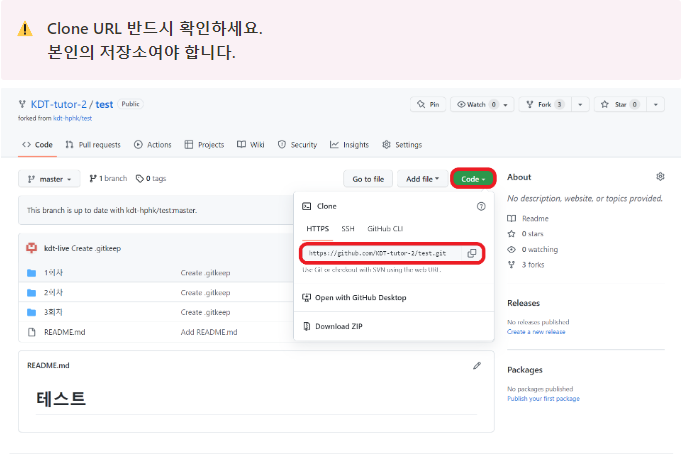 Clone URL 반드시 확인하세요.
본인의 저장소여야 합니다.
KDT-tutor-2 / test Public
forked from kdt-hphk/test
Pin
Watch 0
Fork 3
Star 0
Code
Pull requests
Actions
Projects
Wiki
Security
Insights
Settings
master
1 branch
0 tags
Go to file
Add file
Code
This branch is up to date with kdt-hphk/test:master.
kdt-live Create .gitkeep
1회차 Create .gitkeep
2회차 Create .gitkeep
3회차 Create .gitkeep
README.md Add README.md
Clone
HTTPS SSH GitHub CLI
https://github.com/KDT-tutor-2/test.git
Use Git or checkout with SVN using the web URL.
Open with GitHub Desktop
Download ZIP
README.md
테스트
About
No description, website, or topics provided.
Readme
0 stars
0 watching
3 forks
Releases
No releases published
Create a new release
Packages
No packages published
Publish your first package